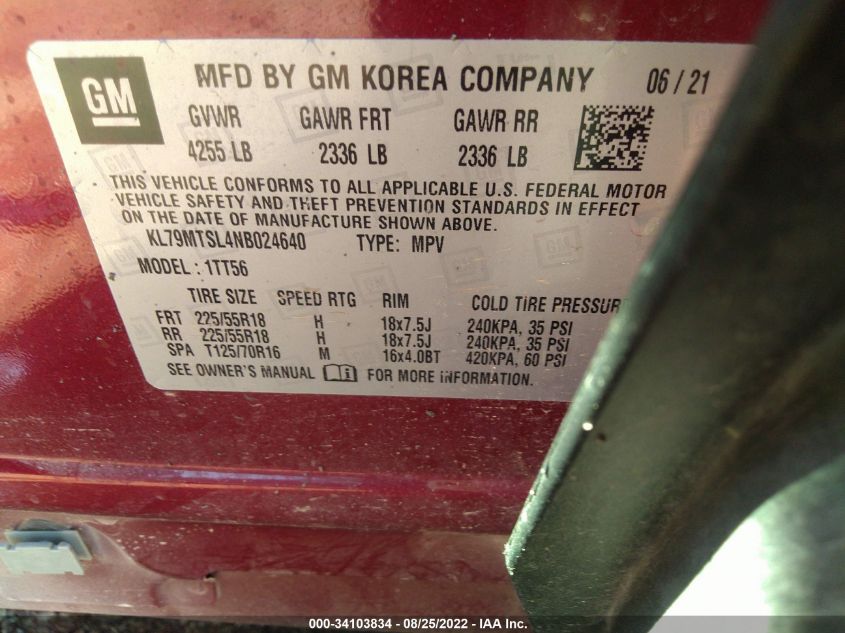 GM MFD BY GM KOREA COMPANY 06 / 21
GVWR GAWR FRT GAWR RR
4255 LB 2336 LB 2336 LB
THIS VEHICLE CONFORMS TO ALL APPLICABLE U.S. FEDERAL MOTOR
VEHICLE SAFETY AND THEFT PREVENTION STANDARDS IN EFFECT
ON THE DATE OF MANUFACTURE SHOWN ABOVE.
KL79MTSL4NB024640 TYPE: MPV
MODEL : 1TT56
TIRE SIZE SPEED RTG RIM COLD TIRE PRESSUR
FRT 225/55R18 H 18x7.5J 240KPA, 35 PSI
RR 225/55R18 H 18x7.5J 240KPA, 35 PSI
SPA T125/70R16 M 16x4.0BT 420KPA, 60 PSI
SEE OWNER'S MANUAL FOR MORE INFORMATION.
000-34103834 - 08/25/2022 - IAA Inc.